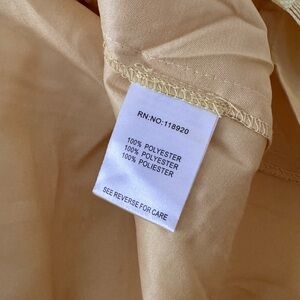 RN:NO:118920
100% POLYESTER
100% POLYESTER
100% POLIESTER
SEE REVERSE FOR CARE